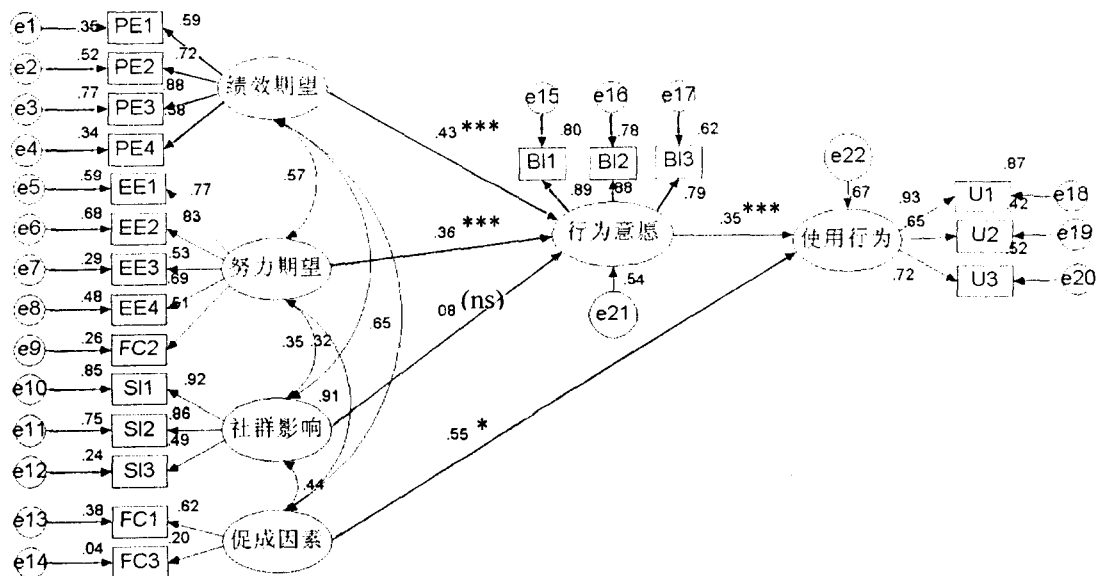 e1 .35 PE1 .59
e2 .52 PE2 .72
e3 .77 PE3 .88
e4 .34 PE4 .58
绩效期望
e5 .59 EE1 .77
e6 .68 EE2 .83
e7 .29 EE3 .53
e8 .48 EE4 .69
e9 .26 FC2 .51
努力期望
e10 .85 SI1 .92
e11 .75 SI2 .86
e12 .24 SI3 .49
社群影响
e13 .38 FC1 .62
e14 .04 FC3 .20
促成因素
.57
.35 .32 .65
.91
.44
.43 ***
.36 ***
08 (ns)
.55 *
e15 e16 e17
.80 .78 .62
BI1 BI2 BI3
.89 .88 .79
行为意愿
.54
e21
.35 ***
e22
.67
使用行为
.93 U1 .87 e18
.65 U2 .42 e19
.72 U3 .52 e20